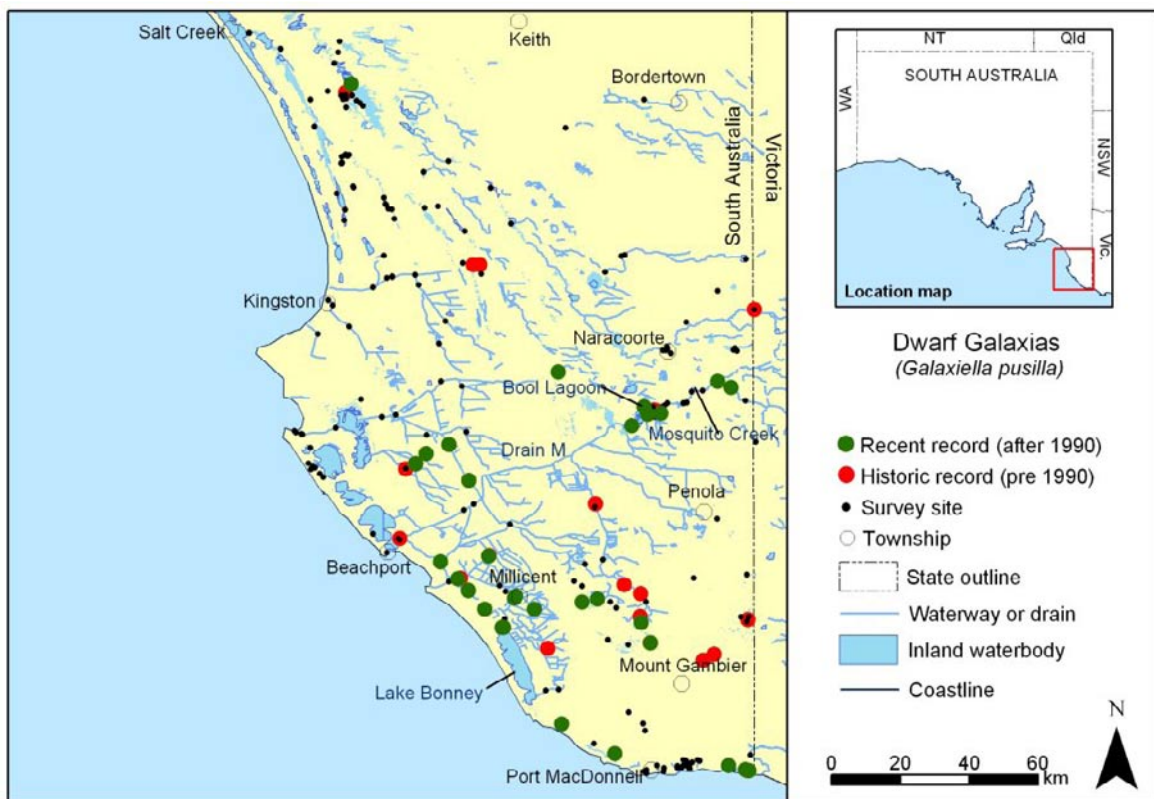 Salt Creek
Keith
Bordertown
South Australia
Victoria
Kingston
Naracoorte
Bool Lagoon
Mosquito Creek
Drain M
Penola
Beachport
Millicent
Mount Gambier
Lake Bonney
Port MacDonnell
NT
Qld
SOUTH AUSTRALIA
WA
NSW
Vic.
Location map
Dwarf Galaxias
(Galaxiella pusilla)
Recent record (after 1990)
Historic record (pre 1990)
Survey site
Township
State outline
Waterway or drain
Inland waterbody
Coastline
N
0 20 40 60
km